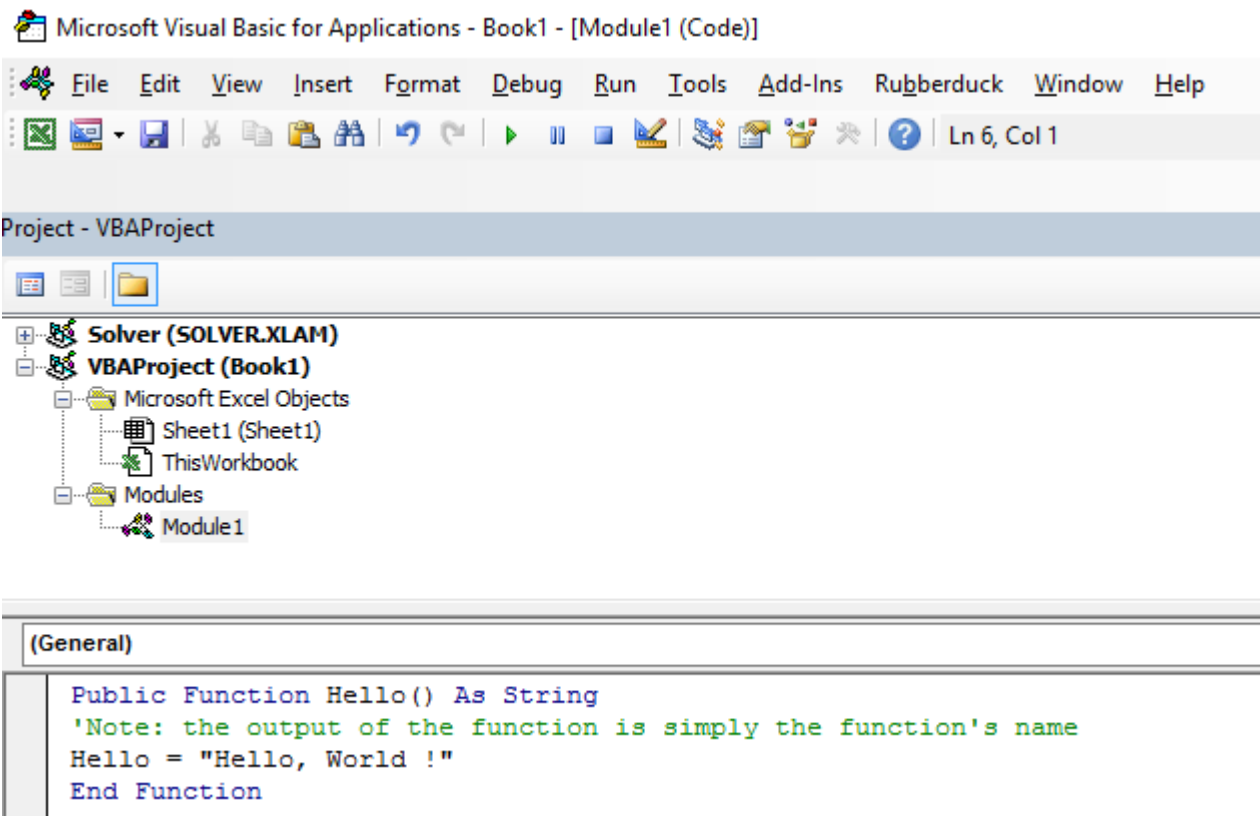 Microsoft Visual Basic for Applications - Book1 - [Module1 (Code)]
File Edit View Insert Format Debug Run Tools Add-Ins Rubberduck Window Help
Ln 6, Col 1
Project - VBAProject
Solver (SOLVER.XLAM)
VBAProject (Book1)
Microsoft Excel Objects
Sheet1 (Sheet1)
ThisWorkbook
Modules
Module1
(General)
Public Function Hello() As String
'Note: the output of the function is simply the function's name
Hello = "Hello, World !"
End Function